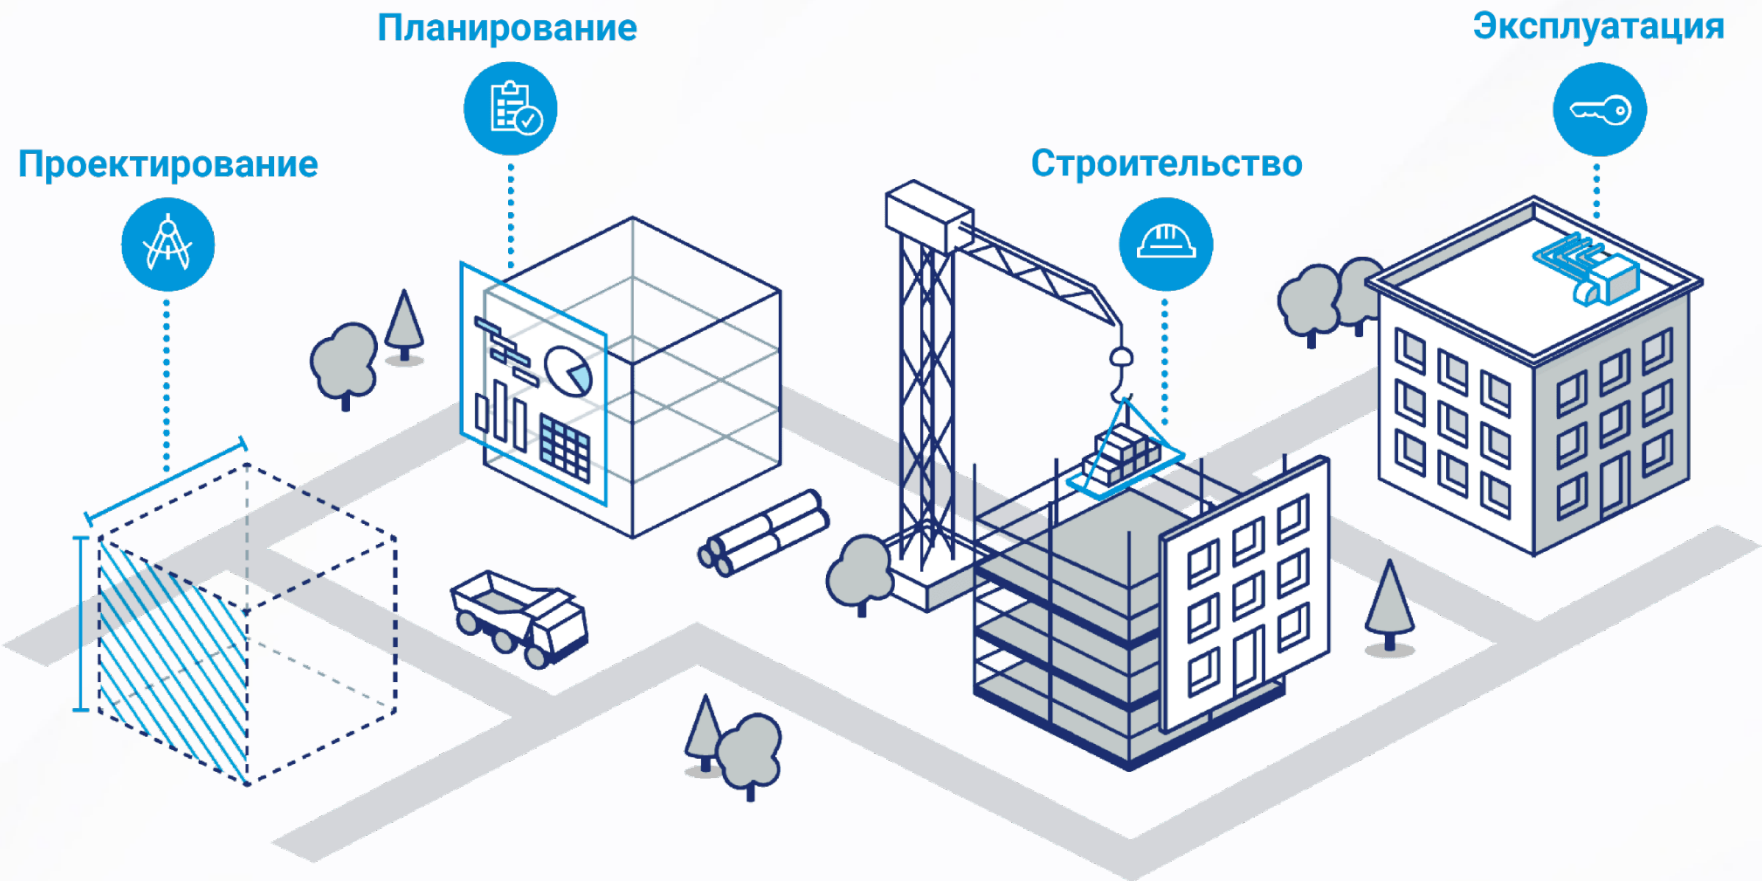 Проектирование
Планирование
Строительство
Эксплуатация